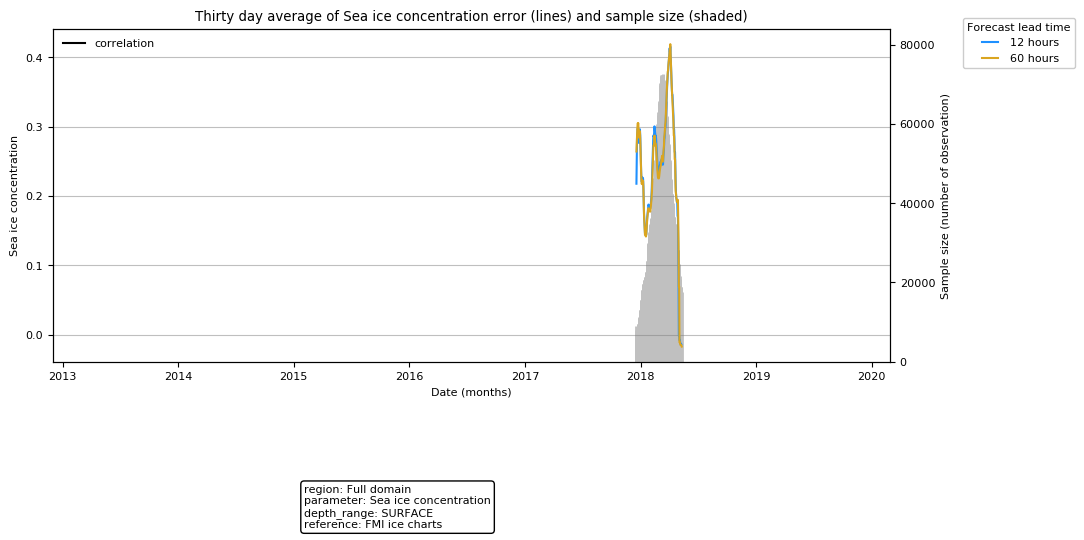 Thirty day average of Sea ice concentration error (lines) and sample size (shaded)
correlation
Forecast lead time
12 hours
60 hours
Sea ice concentration
0.4
0.3
0.2
0.1
0.0
80000
60000
40000
20000
0
Sample size (number of observation)
2013 2014 2015 2016 2017 2018 2019 2020
Date (months)
region: Full domain
parameter: Sea ice concentration
depth_range: SURFACE
reference: FMI ice charts